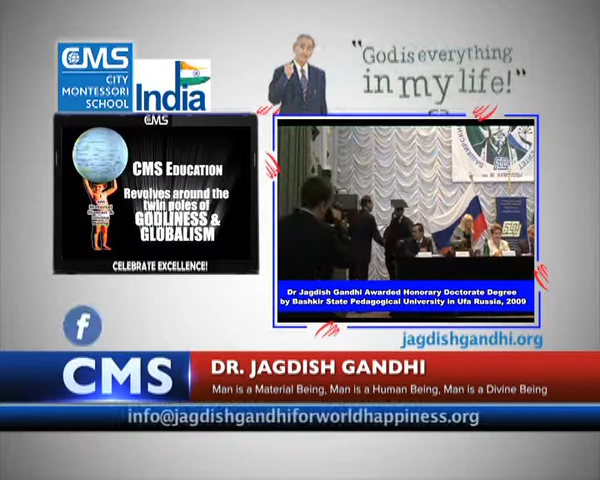 CMS
CITY
MONTESSORI
SCHOOL
India
"God is everything
in my life!"
CMS
CMS EDUCATION
Revolves around the
twin poles of
GODLINESS &
GLOBALISM
CELEBRATE EXCELLENCE!
Dr Jagdish Gandhi Awarded Honorary Doctorate Degree
by Bashkir State Pedagogical University in Ufa Russia, 2009
f
jagdishgandhi.org
CMS
DR. JAGDISH GANDHI
Man is a Material Being, Man is a Human Being, Man is a Divine Being
info@jagdishgandhiforworldhappiness.org